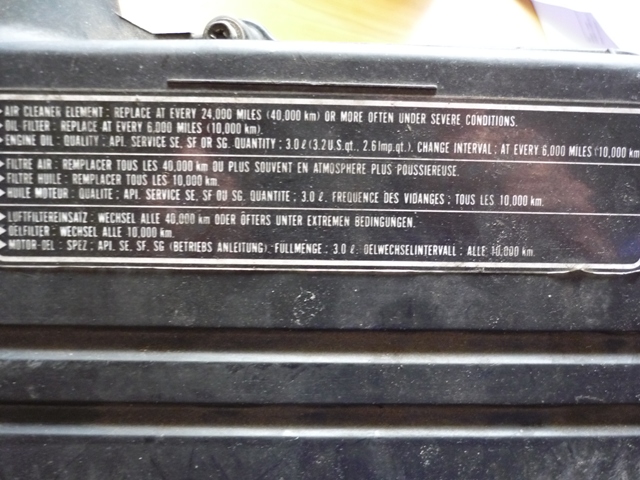 AIR CLEANER ELEMENT : REPLACE AT EVERY 24,000 MILES (40,000 km) OR MORE OFTEN UNDER SEVERE CONDITIONS.
OIL-FILTER : REPLACE AT EVERY 6,000 MILES (10,000 km).
ENGINE OIL : QUALITY : API. SERVICE SE, SF OR SG. QUANTITY : 3.0 ℓ (3.2 U.S. qt., 2.6 Imp. qt.). CHANGE INTERVAL : AT EVERY 6,000 MILES (10,000 km
FILTRE AIR : REMPLACER TOUS LES 40,000 km OU PLUS SOUVENT EN ATMOSPHERE PLUS POUSSIEREUSE.
FILTRE HUILE : REMPLACER TOUS LES 10,000 km.
HUILE MOTEUR : QUALITE : API. SERVICE SE, SF OU SG. QUANTITE : 3.0 ℓ. FREQUENCE DES VIDANGES : TOUS LES 10,000 km.
LUFTFILTEREINSATZ : WECHSEL ALLE 40,000 km ODER ÖFTERS UNTER EXTREMEN BEDINGUNGEN.
OELFILTER : WECHSEL ALLE 10,000 km.
MOTOR-OEL : SPEZ : API. SE, SF, SG (BETRIEBS ANLEITUNG). FÜLLMENGE : 3.0 ℓ. OELWECHSELINTERVALL : ALLE 10,000 km.